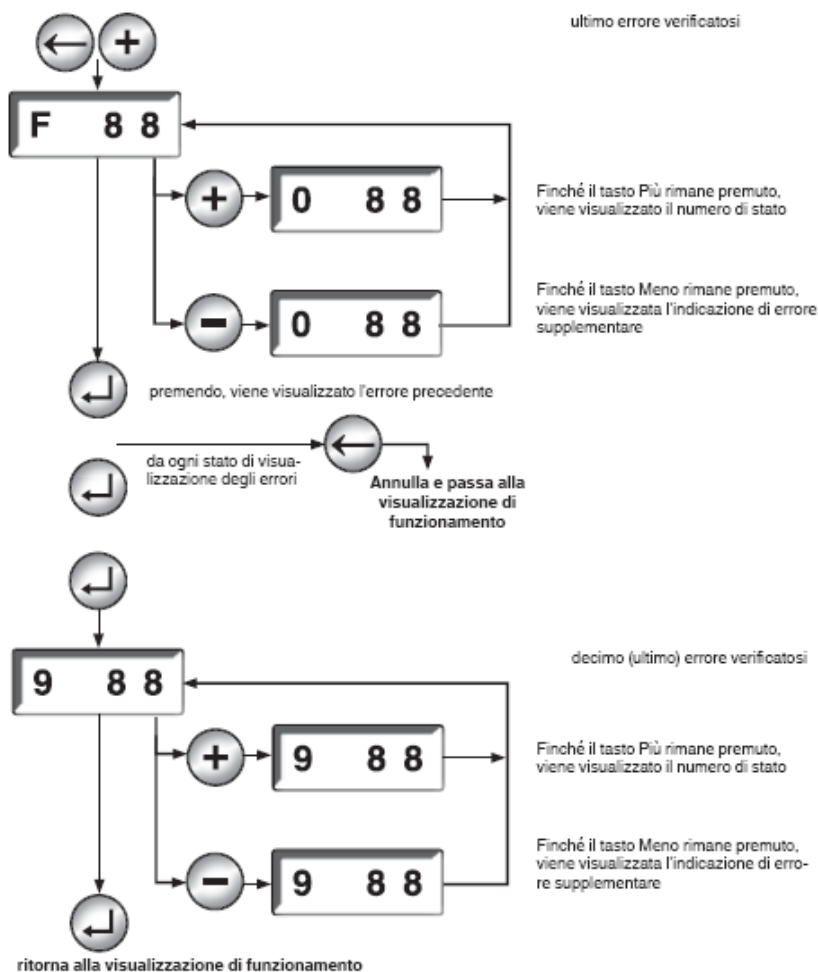 ultimo errore verificatosi
F 8 8
0 8 8
Finché il tasto Più rimane premuto,
viene visualizzato il numero di stato
0 8 8
Finché il tasto Meno rimane premuto,
viene visualizzata l'indicazione di errore
supplementare
premendo, viene visualizzato l'errore precedente
da ogni stato di visua-
lizzazione degli errori
Annulla e passa alla
visualizzazione di
funzionamento
decimo (ultimo) errore verificatosi
9 8 8
9 8 8
Finché il tasto Più rimane premuto,
viene visualizzato il numero di stato
9 8 8
Finché il tasto Meno rimane premuto,
viene visualizzata l'indicazione di erro-
re supplementare
ritorna alla visualizzazione di funzionamento